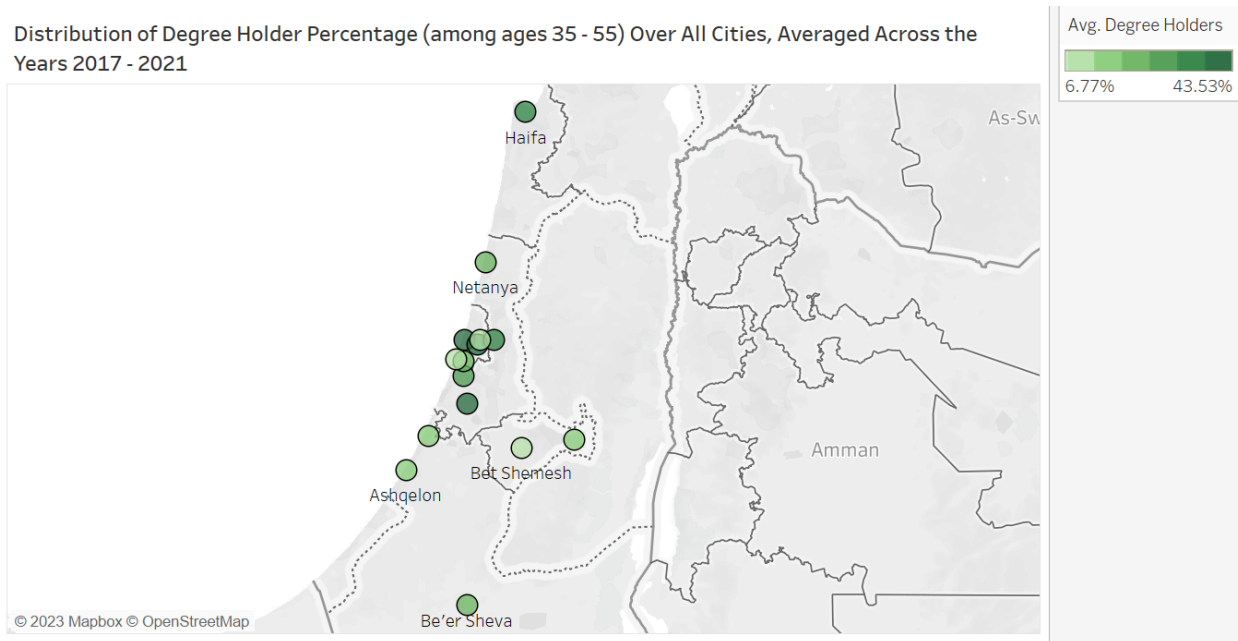 Distribution of Degree Holder Percentage (among ages 35 - 55) Over All Cities, Averaged Across the
Years 2017 - 2021
Avg. Degree Holders
6.77% 43.53%
As-Sw
Haifa
Netanya
Amman
Bet Shemesh
Ashqelon
Be'er Sheva
© 2023 Mapbox © OpenStreetMap